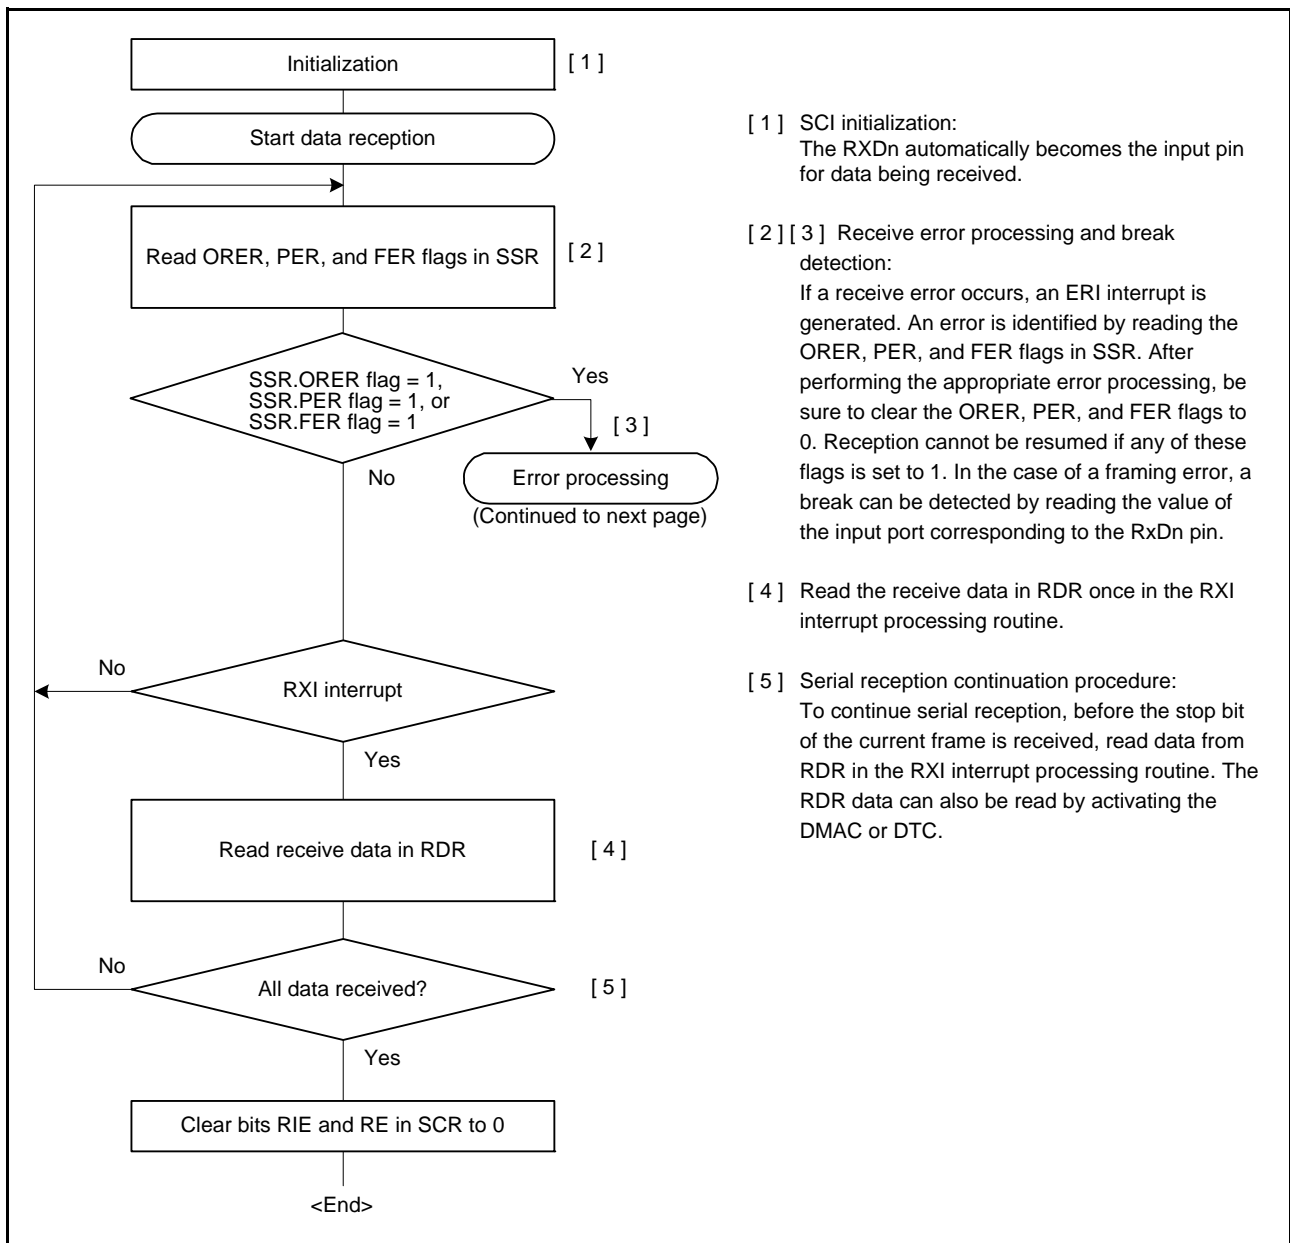 Initialization
[ 1 ]
Start data reception
Read ORER, PER, and FER flags in SSR
[ 2 ]
SSR.ORER flag = 1,
SSR.PER flag = 1, or
SSR.FER flag = 1
Yes
[ 3 ]
No
Error processing
(Continued to next page)
No
RXI interrupt
Yes
Read receive data in RDR
[ 4 ]
No
All data received?
[ 5 ]
Yes
Clear bits RIE and RE in SCR to 0
<End>
[ 1 ] SCI initialization:
The RXDn automatically becomes the input pin
for data being received.
[ 2 ] [ 3 ] Receive error processing and break
detection:
If a receive error occurs, an ERI interrupt is
generated. An error is identified by reading the
ORER, PER, and FER flags in SSR. After
performing the appropriate error processing, be
sure to clear the ORER, PER, and FER flags to
0. Reception cannot be resumed if any of these
flags is set to 1. In the case of a framing error, a
break can be detected by reading the value of
the input port corresponding to the RxDn pin.
[ 4 ] Read the receive data in RDR once in the RXI
interrupt processing routine.
[ 5 ] Serial reception continuation procedure:
To continue serial reception, before the stop bit
of the current frame is received, read data from
RDR in the RXI interrupt processing routine. The
RDR data can also be read by activating the
DMAC or DTC.